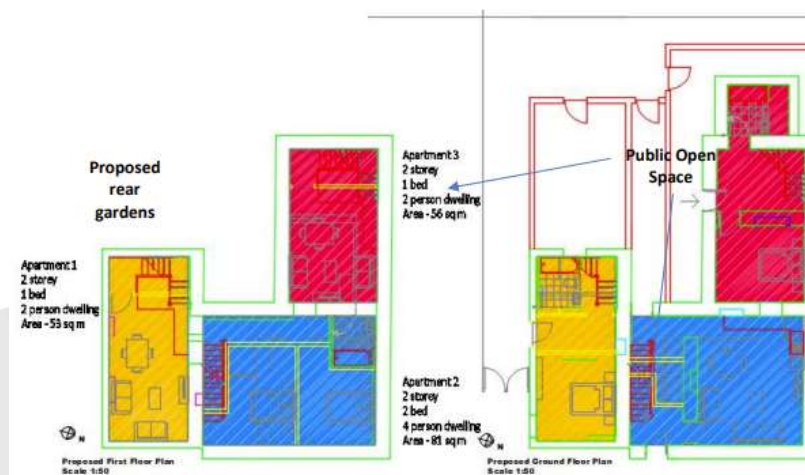 Proposed
rear
gardens
Apartment 1
2 storey
1 bed
2 person dwelling
Area - 53 sq m
Apartment 3
2 storey
1 bed
2 person dwelling
Area - 56 sq m
Public Open
Space
Apartment 2
2 storey
2 bed
4 person dwelling
Area - 81 sq m
N
Proposed First Floor Plan
Scale 1:50
N
Proposed Ground Floor Plan
Scale 1:50